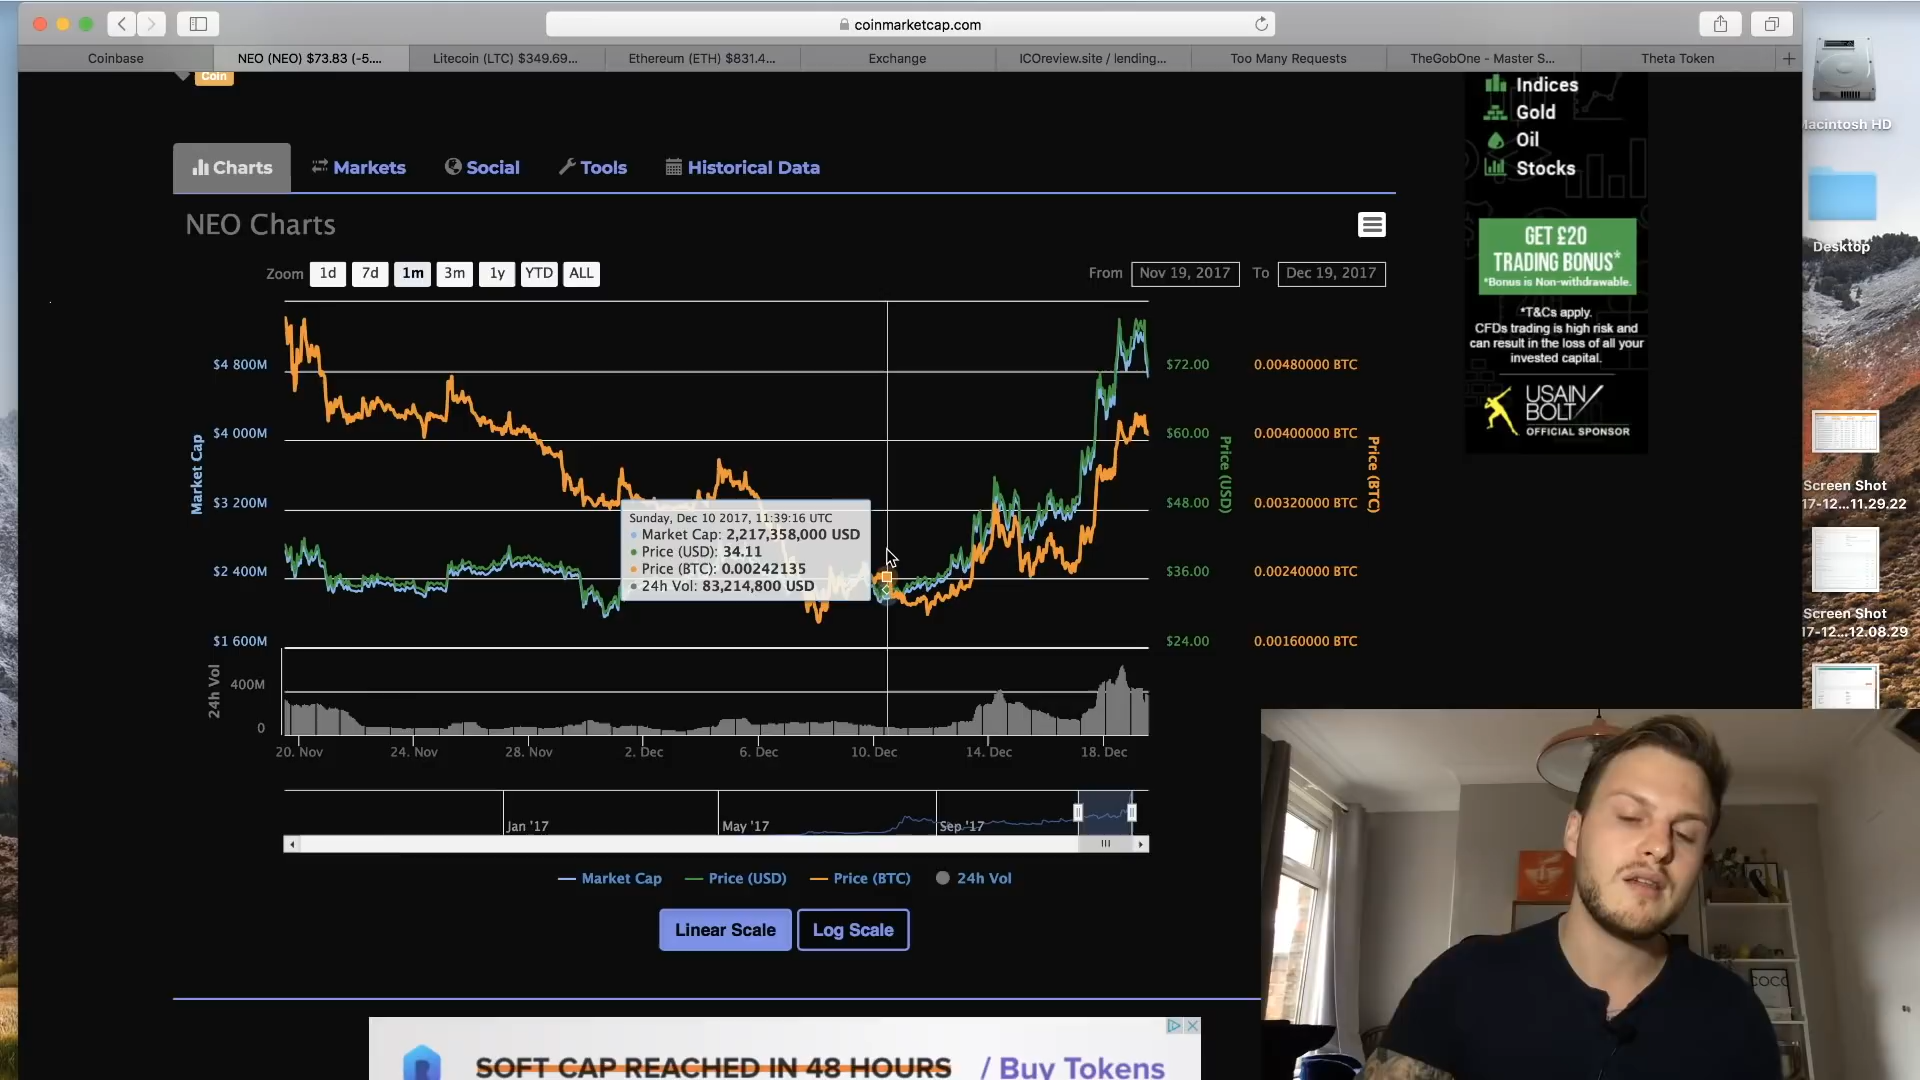 coinmarketcap.com
Coinbase
NEO (NEO) $73.83 (-5....
Litecoin (LTC) $349.69...
Ethereum (ETH) $831.4...
Exchange
ICOreview.site / lending...
Too Many Requests
TheGobOne - Master S...
Theta Token
Coin
Charts
Markets
Social
Tools
Historical Data
NEO Charts
Zoom
1d
7d
1m
3m
1y
YTD
ALL
From
Nov 19, 2017
To
Dec 19, 2017
Market Cap
$4 800M
$4 000M
$3 200M
$2 400M
$1 600M
24h Vol
400M
0
$72.00
$60.00
$48.00
$36.00
$24.00
Price (USD)
0.00480000 BTC
0.00400000 BTC
0.00320000 BTC
0.00240000 BTC
0.00160000 BTC
Price (BTC)
Sunday, Dec 10 2017, 11:39:16 UTC
Market Cap: 2,217,358,000 USD
Price (USD): 34.11
Price (BTC): 0.00242135
24h Vol: 83,214,800 USD
20. Nov
24. Nov
28. Nov
2. Dec
6. Dec
10. Dec
14. Dec
18. Dec
Jan '17
May '17
Sep '17
Market Cap
Price (USD)
Price (BTC)
24h Vol
Linear Scale
Log Scale
SOFT CAP REACHED IN 48 HOURS
/ Buy Tokens
Indices
Gold
Oil
Stocks
GET £20
TRADING BONUS*
*Bonus is Non-withdrawable.
*T&Cs apply.
CFDs trading is high risk and
can result in the loss of all your
invested capital.
USAIN
BOLT
OFFICIAL SPONSOR
Macintosh HD
Desktop
Screen Shot
17-12...11.29.22
Screen Shot
17-12...12.08.29
COCO